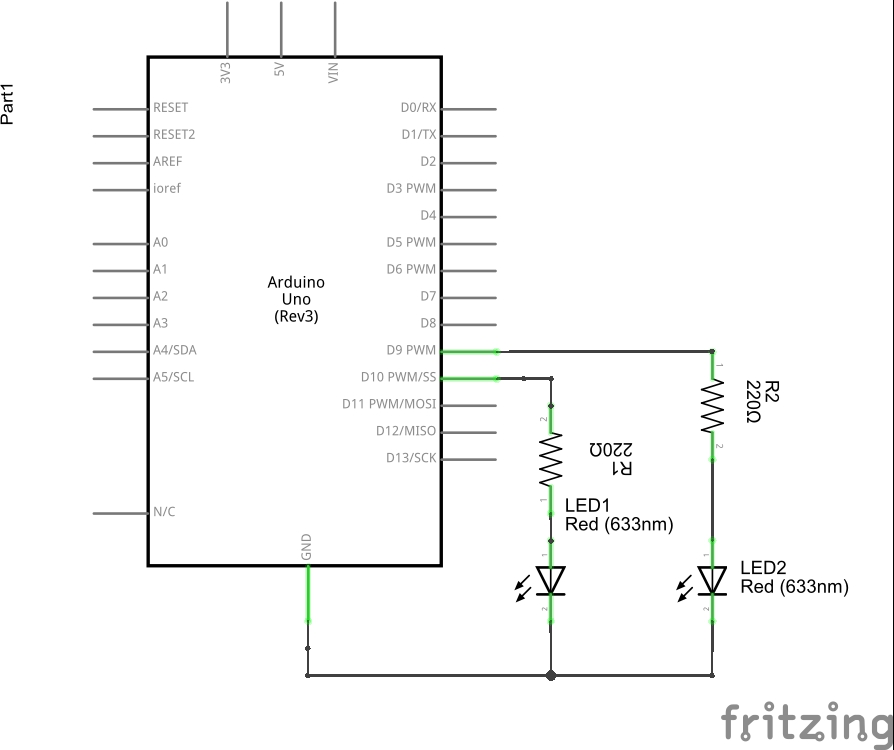 Part1
3V3
5V
VIN
RESET
RESET2
AREF
ioref
A0
A1
A2
A3
A4/SDA
A5/SCL
N/C
Arduino
Uno
(Rev3)
D0/RX
D1/TX
D2
D3 PWM
D4
D5 PWM
D6 PWM
D7
D8
D9 PWM
D10 PWM/SS
D11 PWM/MOSI
D12/MISO
D13/SCK
GND
2
R1
220Ω
1
LED1
Red (633nm)
1
2
1
R2
220Ω
2
1
LED2
Red (633nm)
2
fritzing